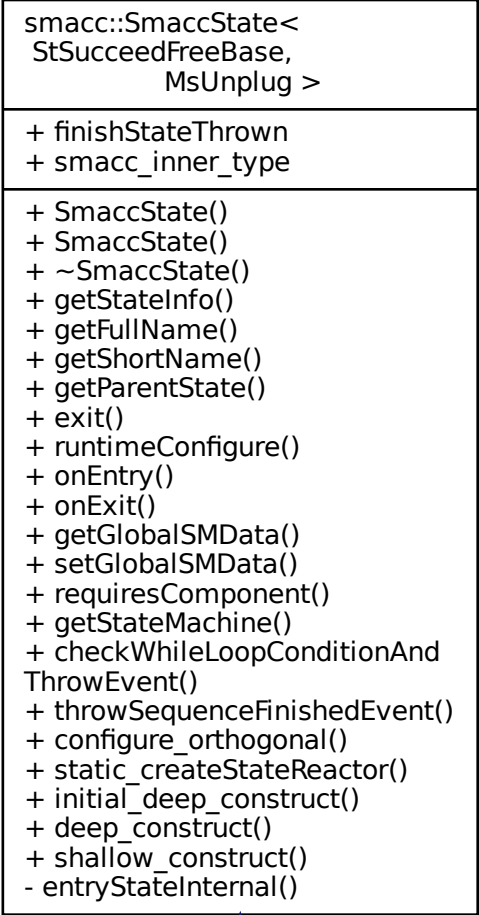 smacc::SmaccState<
StSucceedFreeBase,
MsUnplug >
+ finishStateThrown
+ smacc_inner_type
+ SmaccState()
+ SmaccState()
+ ~SmaccState()
+ getStateInfo()
+ getFullName()
+ getShortName()
+ getParentState()
+ exit()
+ runtimeConfigure()
+ onEntry()
+ onExit()
+ getGlobalSMData()
+ setGlobalSMData()
+ requiresComponent()
+ getStateMachine()
+ checkWhileLoopConditionAnd
ThrowEvent()
+ throwSequenceFinishedEvent()
+ configure_orthogonal()
+ static_createStateReactor()
+ initial_deep_construct()
+ deep_construct()
+ shallow_construct()
- entryStateInternal()